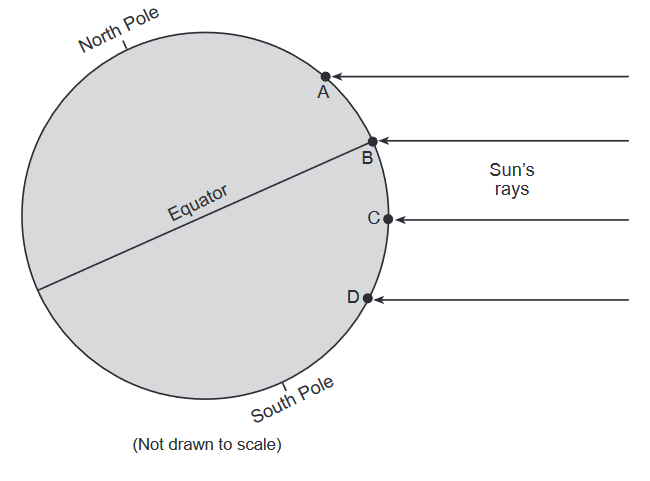 North Pole
A
B
Sun's
rays
Equator
C
D
South Pole
(Not drawn to scale)